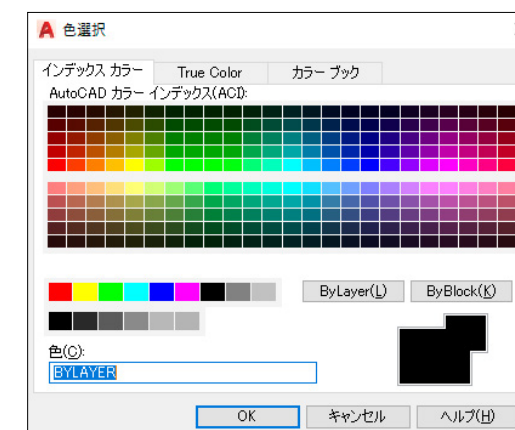 色選択
インデックス カラー
True Color
カラー ブック
AutoCAD カラー インデックス(ACI):
ByLayer(L)
ByBlock(K)
色(C):
BYLAYER
OK
キャンセル
ヘルプ(H)